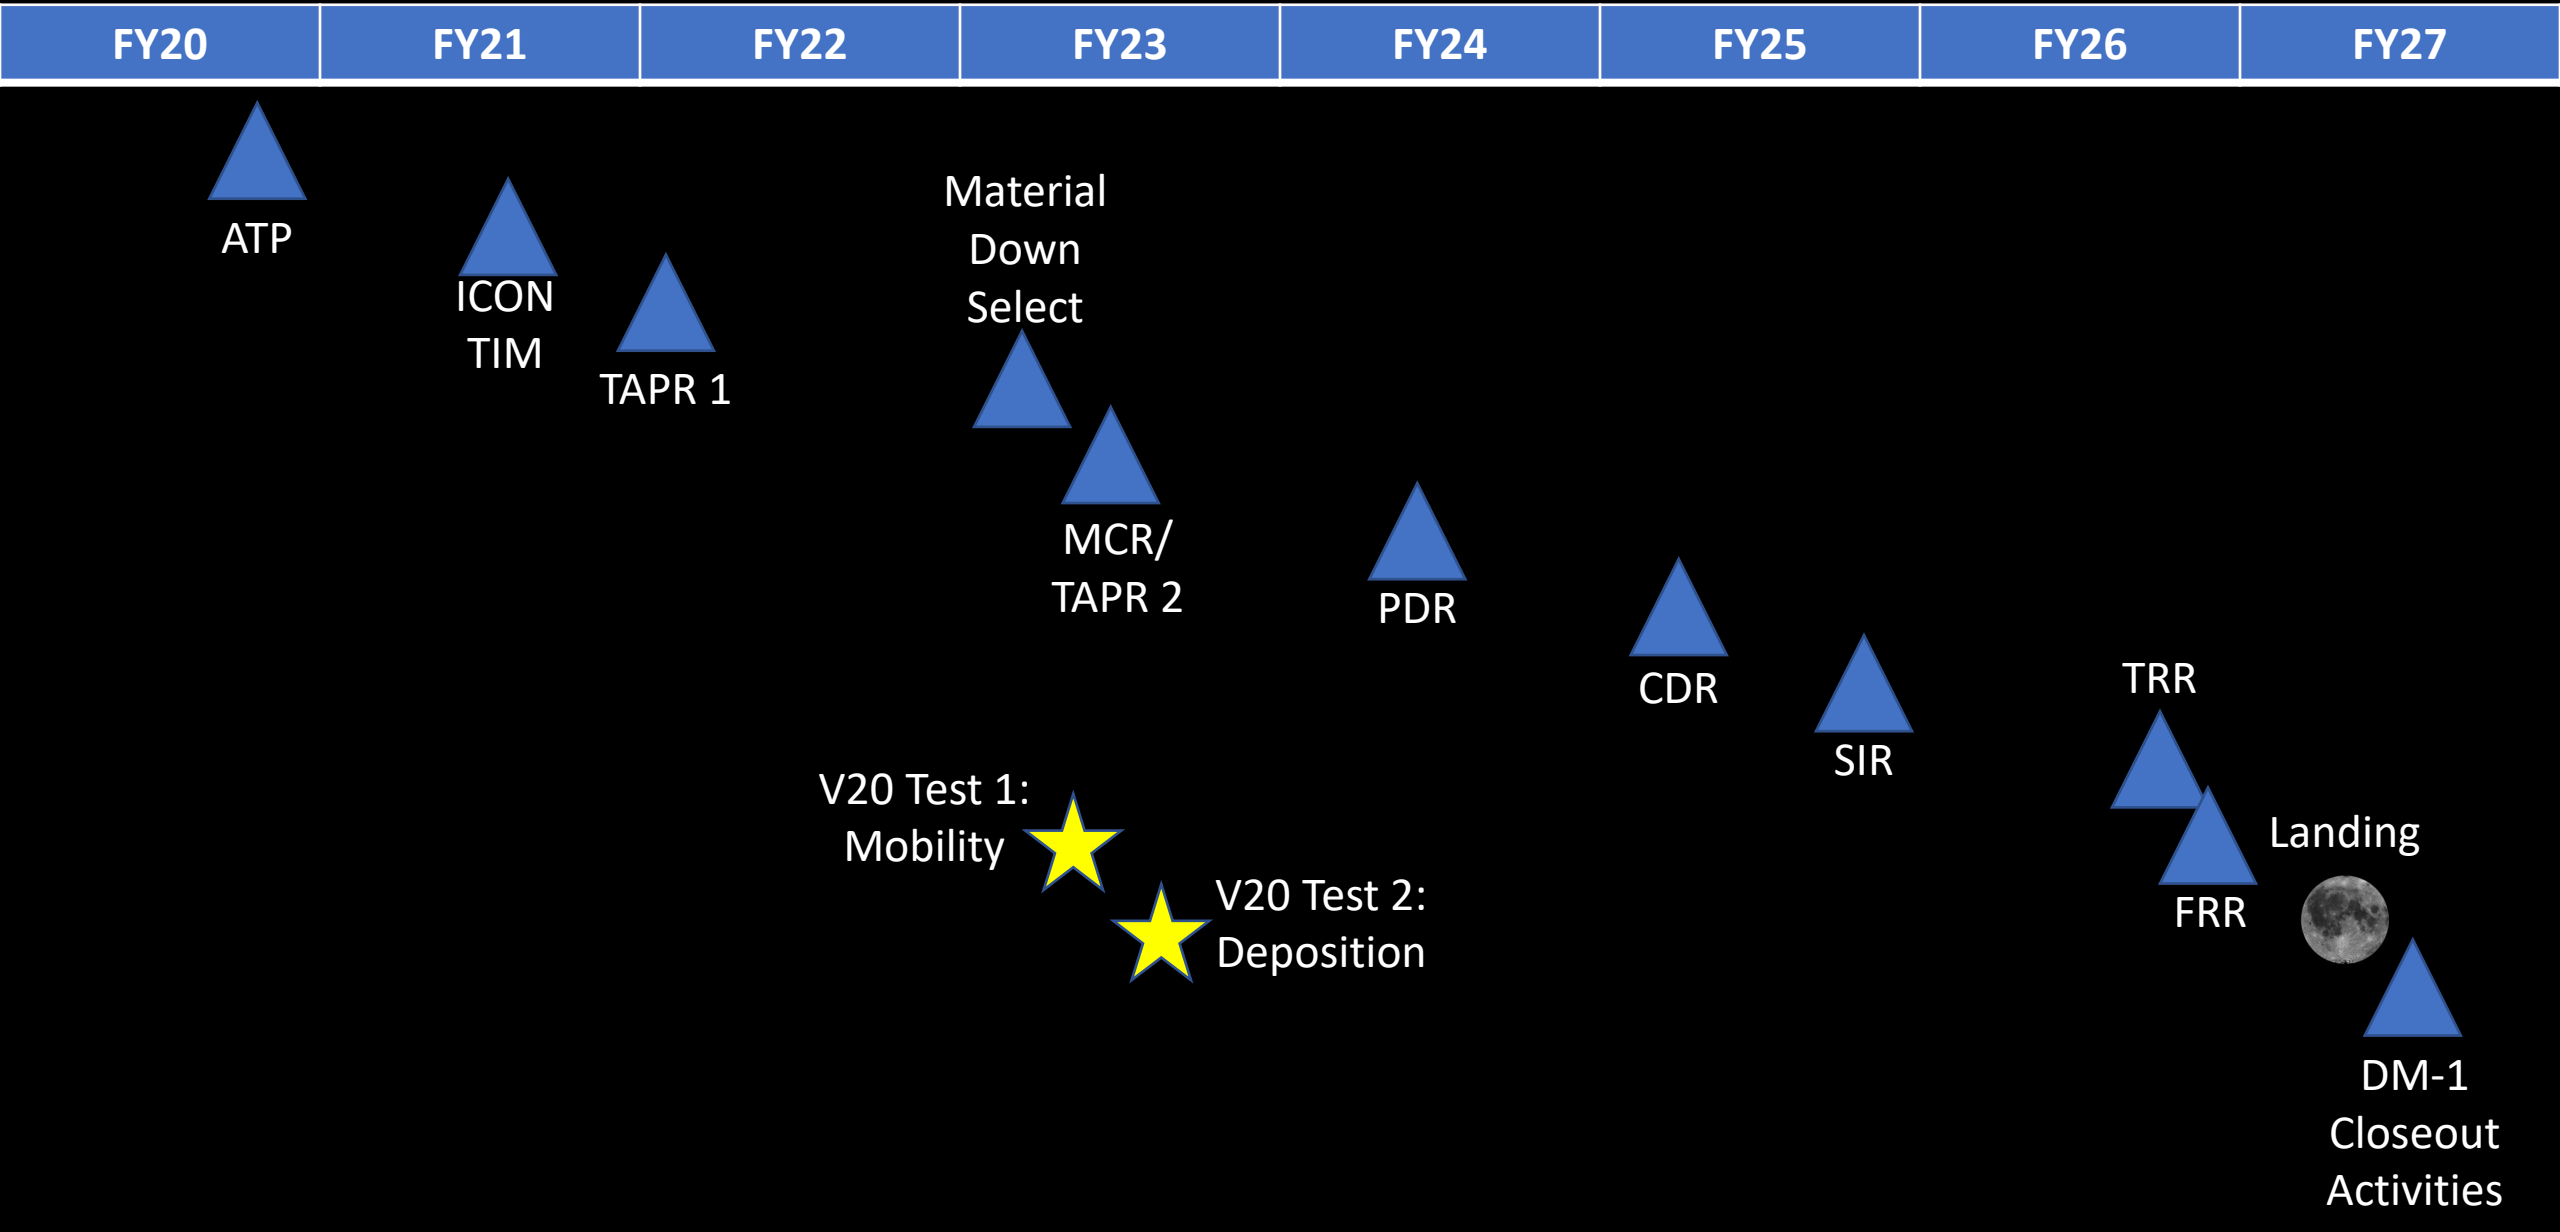 FY20 FY21 FY22 FY23 FY24 FY25 FY26 FY27
ATP
ICON
TIM
TAPR 1
Material
Down
Select
MCR/
TAPR 2
PDR
CDR
SIR
TRR
FRR
V20 Test 1:
Mobility
V20 Test 2:
Deposition
Landing
DM-1
Closeout
Activities